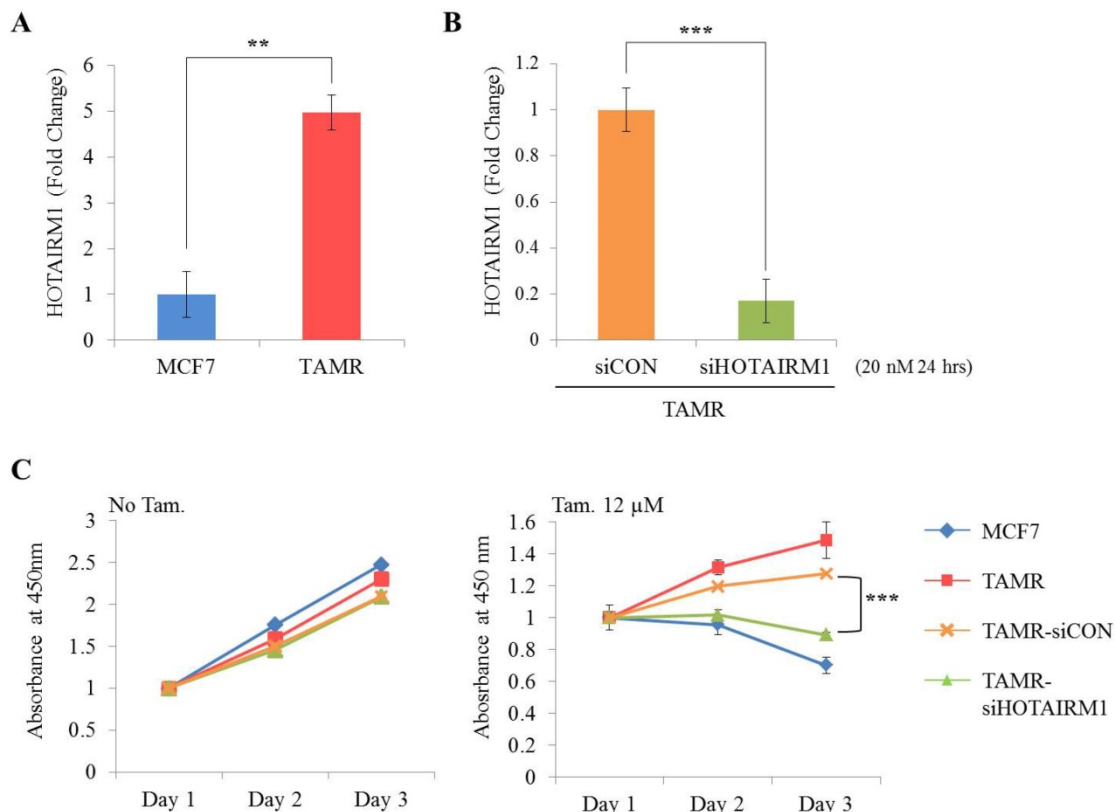 A
**
HOTAIRM1 (Fold Change)
6
5
4
3
2
1
0
MCF7
TAMR
B
***
HOTAIRM1 (Fold Change)
1.2
1
0.8
0.6
0.4
0.2
0
siCON
siHOTAIRM1
(20 nM 24 hrs)
TAMR
C
No Tam.
Absorbance at 450nm
3
2.5
2
1.5
1
0.5
0
Day 1
Day 2
Day 3
Tam. 12 µM
Abosrbance at 450 nm
1.6
1.4
1.2
1
0.8
0.6
0.4
0.2
0
Day 1
Day 2
Day 3
***
MCF7
TAMR
TAMR-siCON
TAMR-
siHOTAIRM1